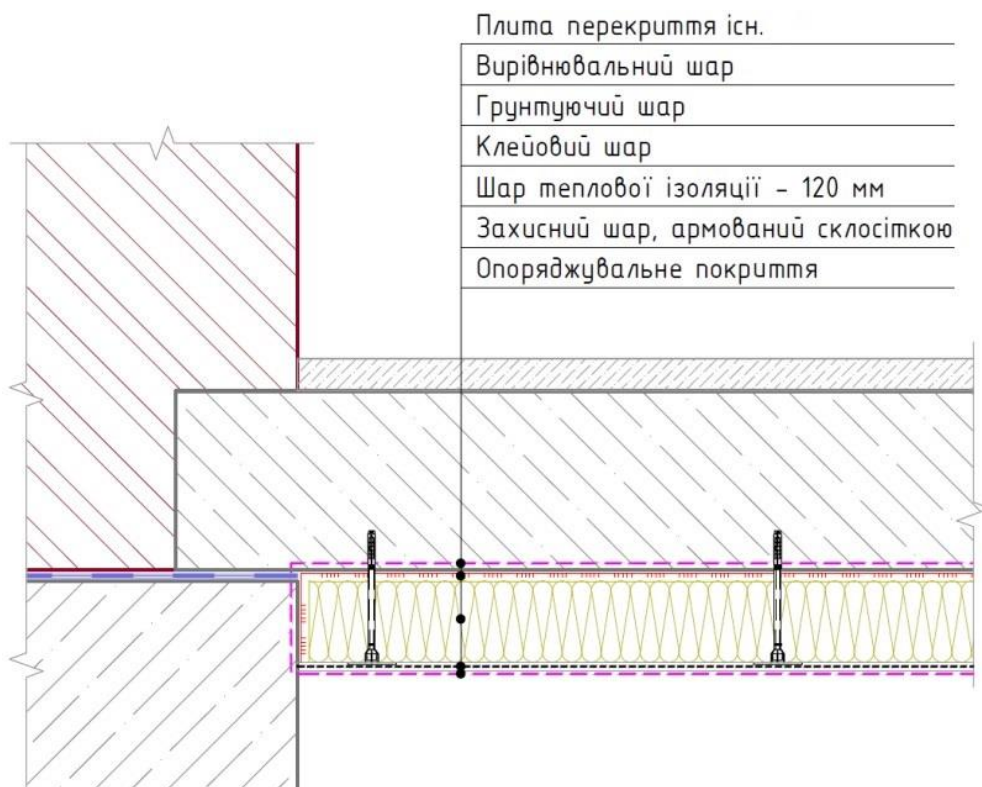 Плита перекриття існ.
Вирівнювальний шар
Грунтуючий шар
Клейовий шар
Шар теплової ізоляції - 120 мм
Захисний шар, армований склосіткою
Опоряджувальне покриття